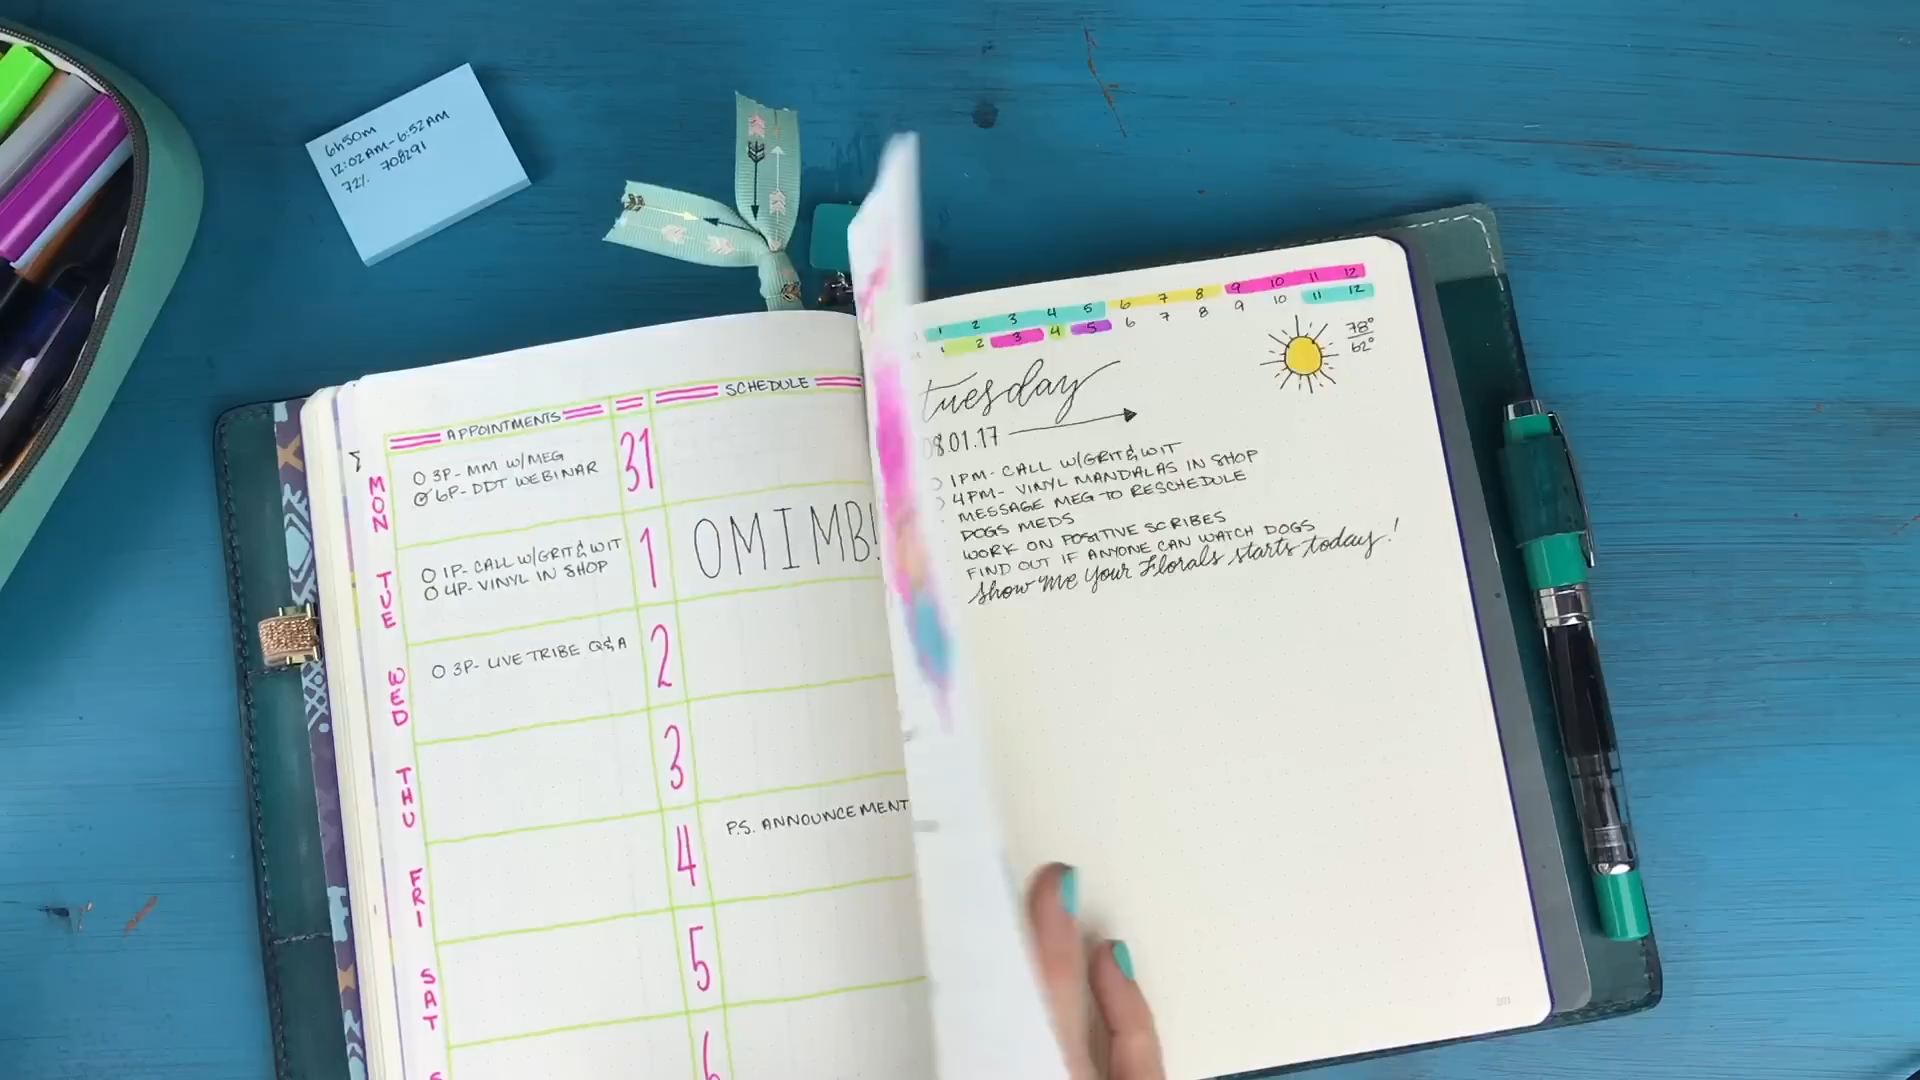 6h50m
12:02AM-6:52AM
72% 708291
APPOINTMENTS
SCHEDULE
MON
O 3P- MM W/MEG
6P- DDT WEBINAR
31
TUE
O 1P- CALL W/GRIT & WIT
O 4P- VINYL IN SHOP
1
OMIMB!
WED
O 3P- LIVE TRIBE Q&A
2
THU
3
FRI
4
P.S. ANNOUNCEMENT
SAT
5
S
6
1 2 3 4 5 6 7 8 9 10 11 12
1 2 3 4 5 6 7 8 9 10 11 12
tuesday
08.01.17
78°
62°
1PM- CALL W/GRIT & WIT
4PM- VINYL MANDALAS IN SHOP
MESSAGE MEG TO RESCHEDULE
DOGS MEDS
WORK ON POSITIVE SCRIBES
FIND OUT IF ANYONE CAN WATCH DOGS
Show Me Your Florals starts today!